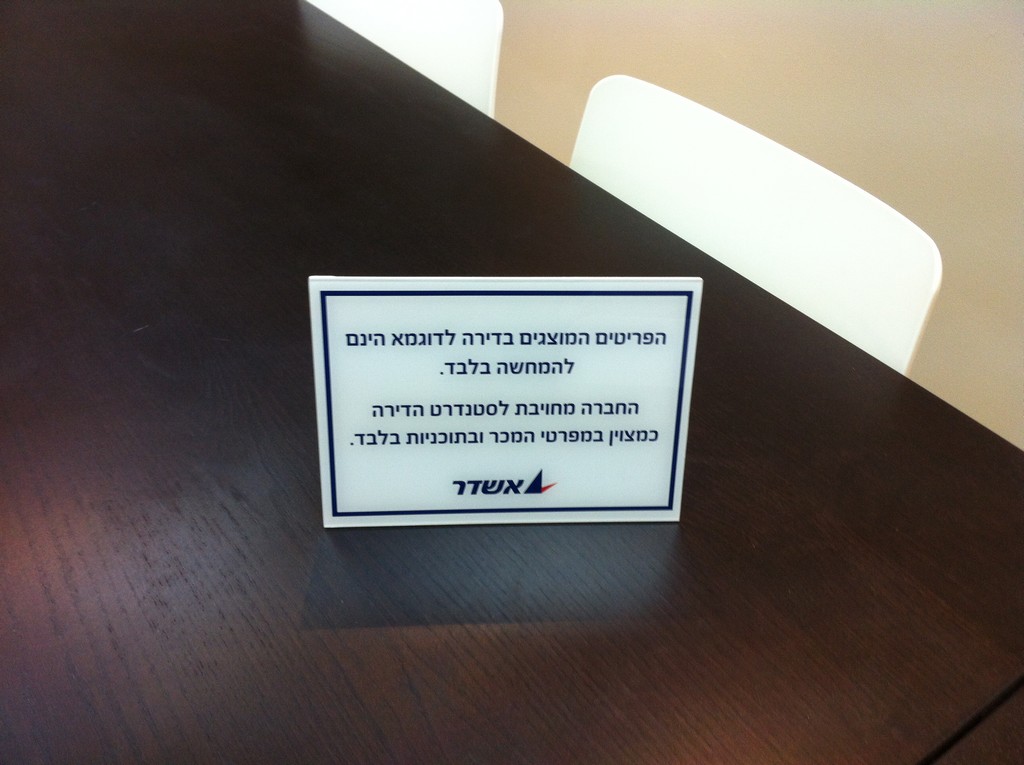 הפריטים המוצגים בדירה לדוגמא הינם
להמחשה בלבד.
החברה מחויבת לסטנדרט הדירה
כמצוין במפרטי המכר ובתוכניות בלבד.
אשדר